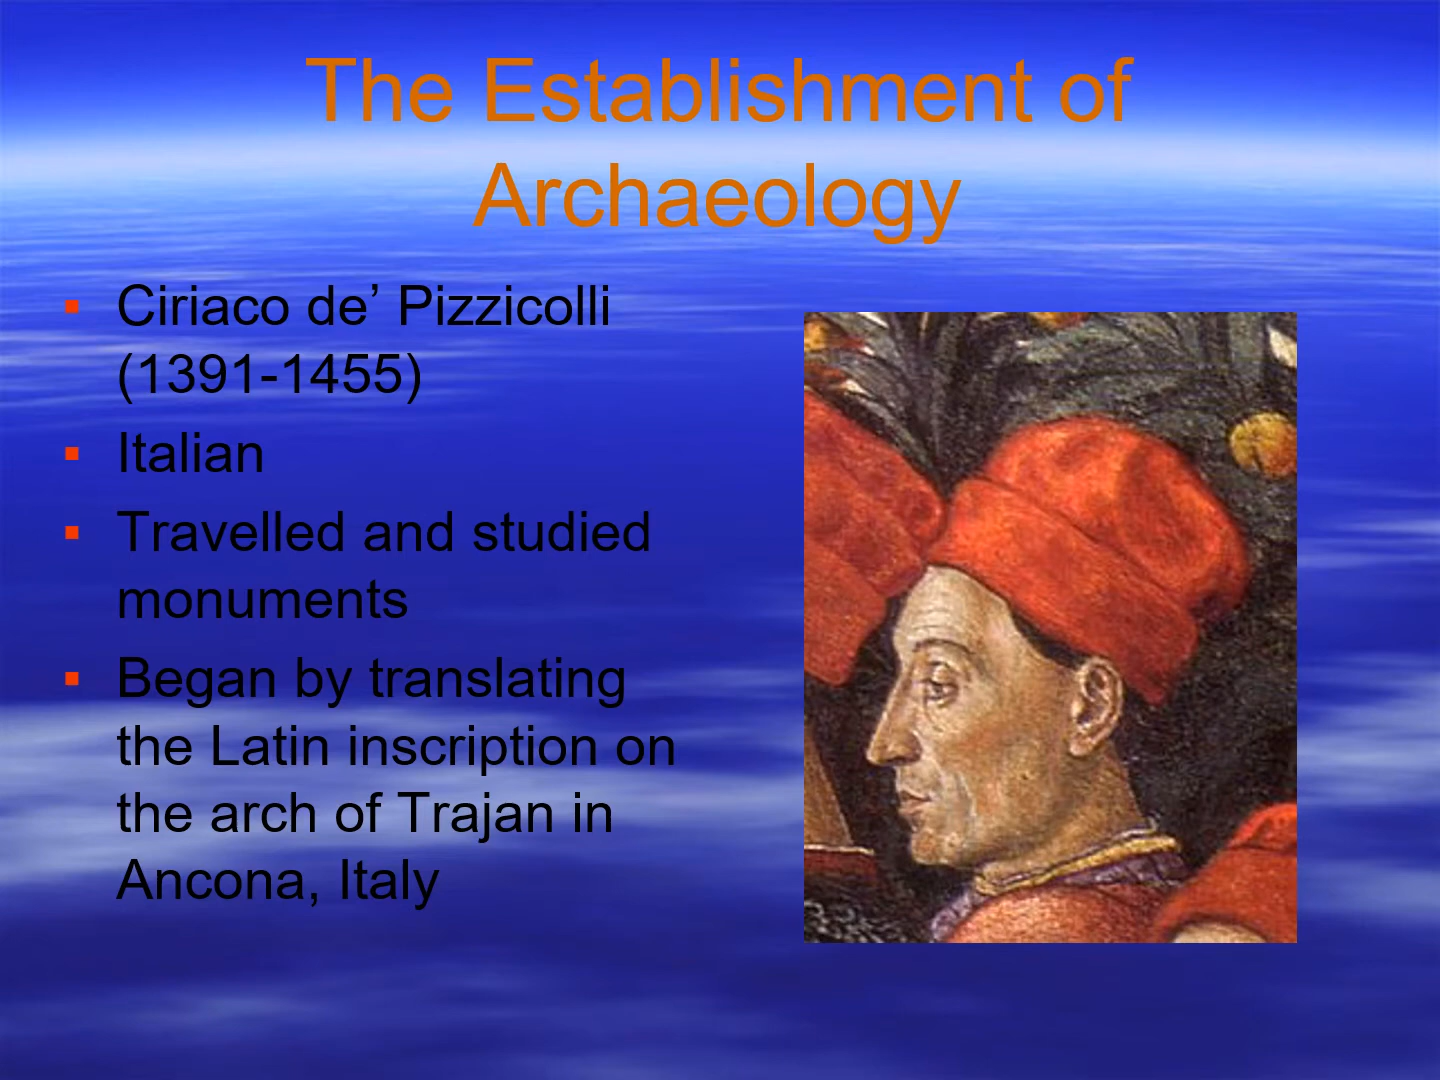 The Establishment of
Archaeology
▪ Ciriaco de’ Pizzicolli
(1391-1455)
▪ Italian
▪ Travelled and studied
monuments
▪ Began by translating
the Latin inscription on
the arch of Trajan in
Ancona, Italy